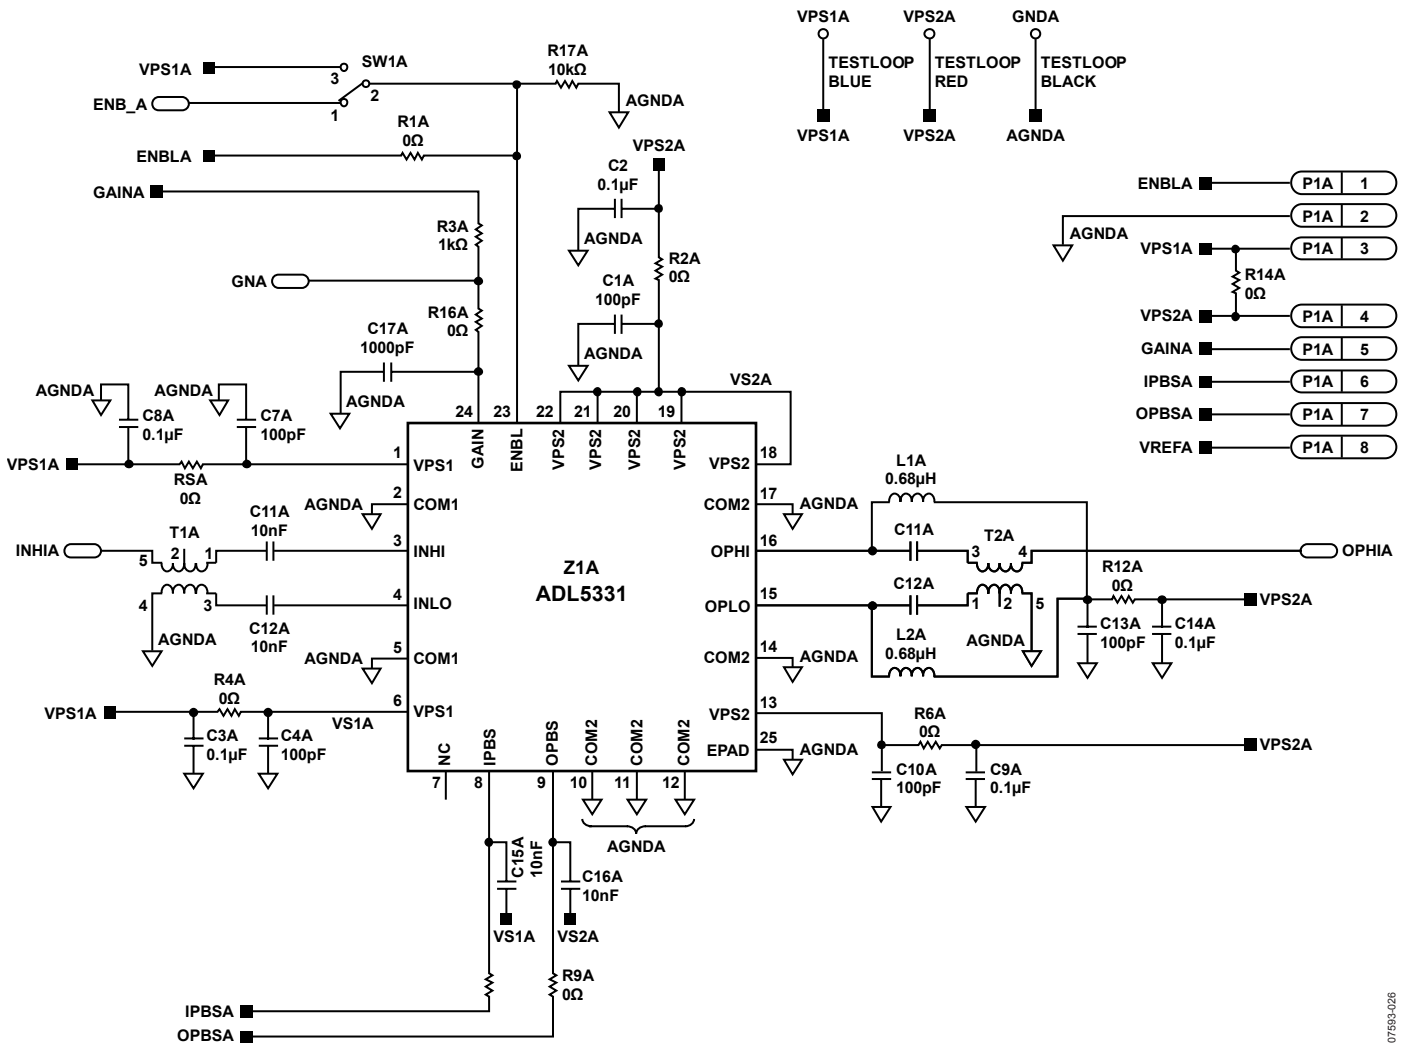 VPS1A
VPS2A
GNDA
TESTLOOP
BLUE
TESTLOOP
RED
TESTLOOP
BLACK
VPS1A
VPS2A
AGNDA
VPS1A
3
SW1A
2
ENB_A
1
R17A
10kΩ
AGNDA
R1A
0Ω
ENBLA
GAINA
R3A
1kΩ
GNA
R16A
0Ω
C17A
1000pF
AGNDA
VPS2A
C2
0.1µF
AGNDA
R2A
0Ω
C1A
100pF
AGNDA
VS2A
ENBLA
P1A 1
P1A 2
AGNDA
VPS1A
P1A 3
R14A
0Ω
VPS2A
P1A 4
GAINA
P1A 5
IPBSA
P1A 6
OPBSA
P1A 7
VREFA
P1A 8
AGNDA
C8A
0.1µF
AGNDA
C7A
100pF
VPS1A
RSA
0Ω
24
23
22
21
20
19
GAIN
ENBL
VPS2
VPS2
VPS2
VPS2
1
VPS1
VPS2
18
AGNDA
2
COM1
COM2
17
AGNDA
C11A
10nF
INHIA
T1A
5
2
1
3
INHI
OPHI
16
4
3
AGNDA
C12A
10nF
4
INLO
OPLO
15
Z1A
ADL5331
AGNDA
5
COM1
COM2
14
AGNDA
VPS1A
R4A
0Ω
VS1A
6
VPS1
VPS2
13
C3A
0.1µF
C4A
100pF
EPAD
25
AGNDA
L1A
0.68µH
C11A
T2A
3
4
OPHIA
C12A
1
2
5
AGNDA
L2A
0.68µH
R12A
0Ω
VPS2A
C13A
100pF
C14A
0.1µF
R6A
0Ω
VPS2A
C10A
100pF
C9A
0.1µF
NC
IPBS
OPBS
COM2
COM2
COM2
7
8
9
10
11
12
AGNDA
C15A
10nF
VS1A
C16A
10nF
VS2A
R9A
0Ω
IPBSA
OPBSA
07593-026